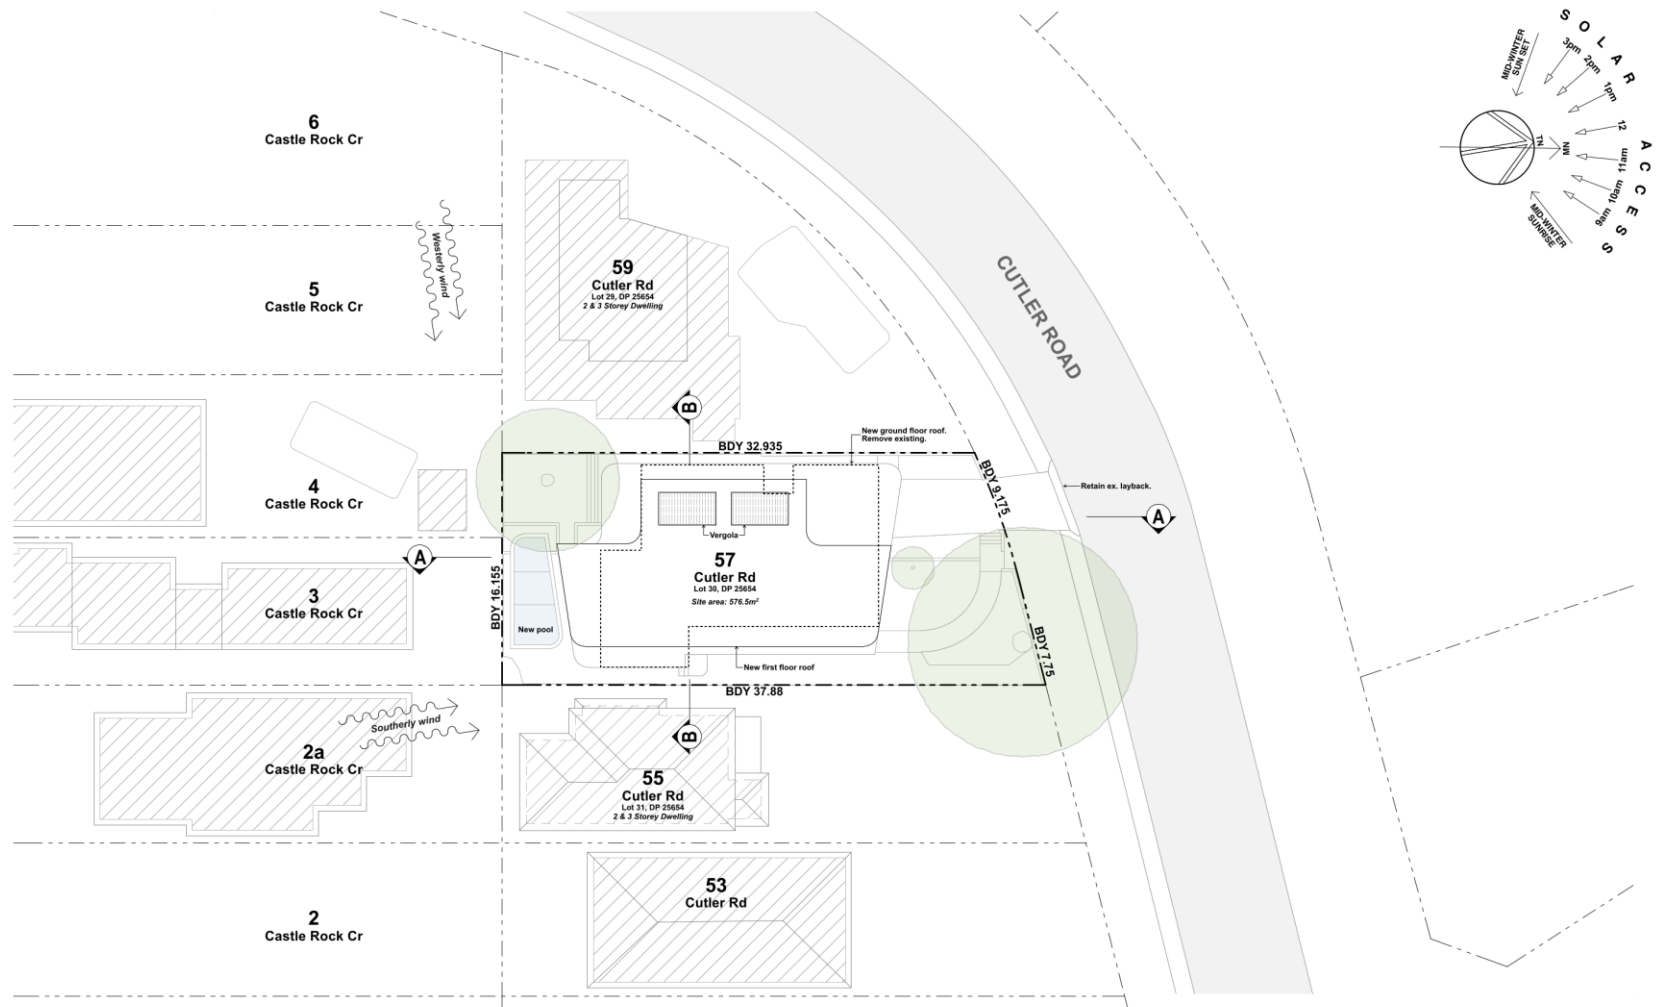 SOLAR ACCESS
MID-WINTER
SUN SET
3pm
2pm
1pm
12
11am
10am
9am
TN
MN
MID-WINTER
SUNRISE
6
Castle Rock Cr
Westerly wind
5
Castle Rock Cr
59
Cutler Rd
Lot 29, DP 25654
2 & 3 Storey Dwelling
CUTLER ROAD
B
New ground floor roof.
Remove existing.
BDY 32.935
BDY 9.175
Retain ex. layback.
4
Castle Rock Cr
A
A
Vergola
57
Cutler Rd
Lot 30, DP 25654
Site area: 576.5m²
3
Castle Rock Cr
BDY 16.155
New pool
BDY 7.75
New first floor roof
BDY 37.88
Southerly wind
2a
Castle Rock Cr
B
55
Cutler Rd
Lot 31, DP 25654
2 & 3 Storey Dwelling
53
Cutler Rd
2
Castle Rock Cr